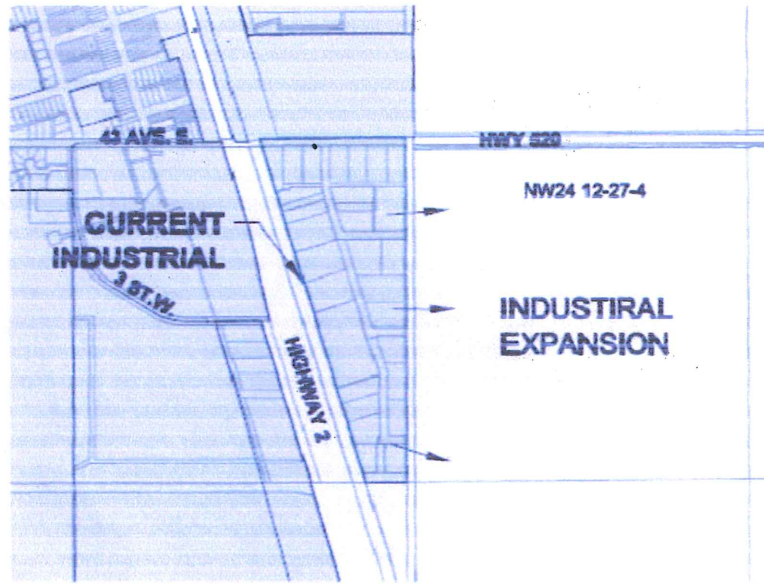 43 AVE. E.
HWY 520
NW24 12-27-4
CURRENT
INDUSTRIAL
3 ST.W.
INDUSTIRAL
EXPANSION
HIGHWAY 2